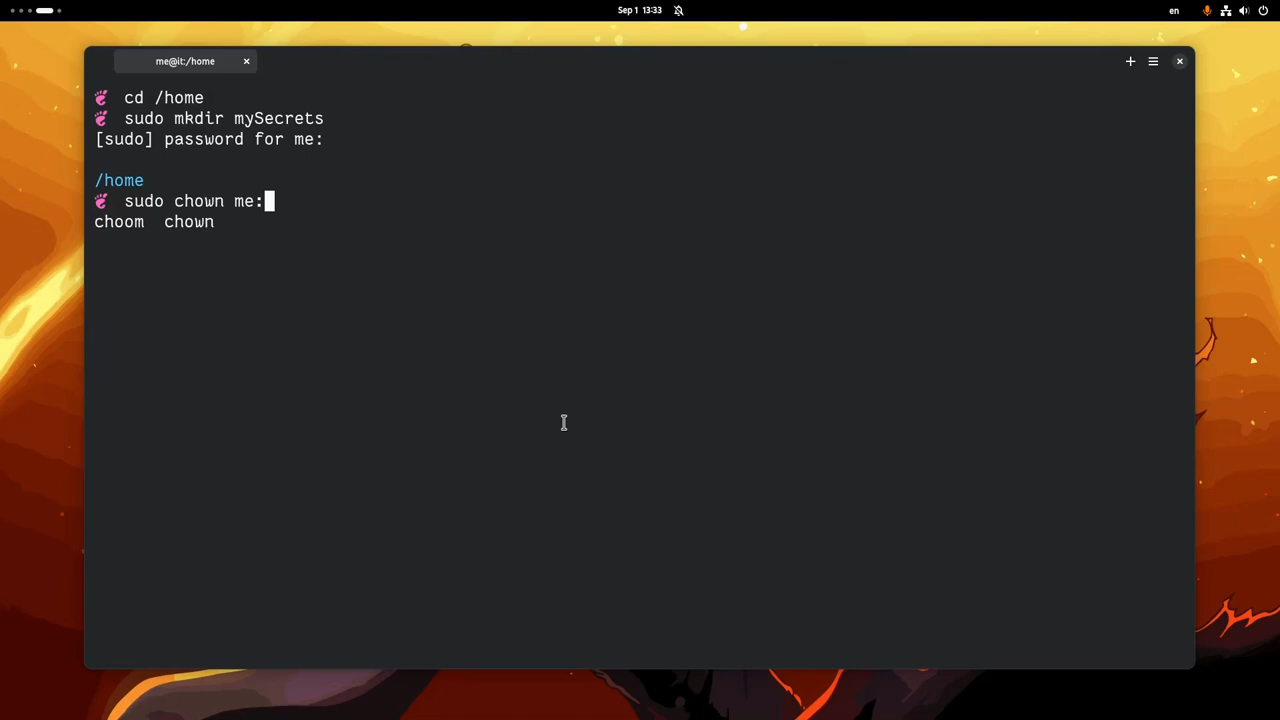 Sep 1 13:33
en
me@it:/home
cd /home
sudo mkdir mySecrets
[sudo] password for me:
/home
sudo chown me:
choom chown